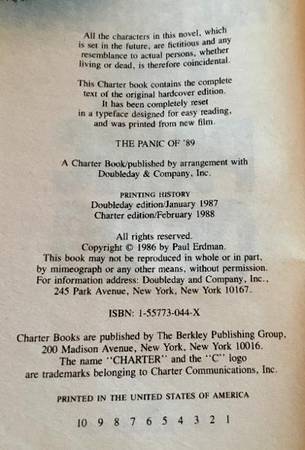 All the characters in this novel, which
is set in the future, are fictitious and any
resemblance to actual persons, whether
living or dead, is therefore coincidental.
This Charter book contains the complete
text of the original hardcover edition.
It has been completely reset
in a typeface designed for easy reading,
and was printed from new film.
THE PANIC OF '89
A Charter Book/published by arrangement with
Doubleday & Company, Inc.
PRINTING HISTORY
Doubleday edition/January 1987
Charter edition/February 1988
All rights reserved.
Copyright © 1986 by Paul Erdman.
This book may not be reproduced in whole or in part,
by mimeograph or any other means, without permission.
For information address: Doubleday and Company, Inc.,
245 Park Avenue, New York, New York 10167.
ISBN: 1-55773-044-X
Charter Books are published by The Berkley Publishing Group,
200 Madison Avenue, New York, New York 10016.
The name "CHARTER" and the "C" logo
are trademarks belonging to Charter Communications, Inc.
PRINTED IN THE UNITED STATES OF AMERICA
10 9 8 7 6 5 4 3 2 1